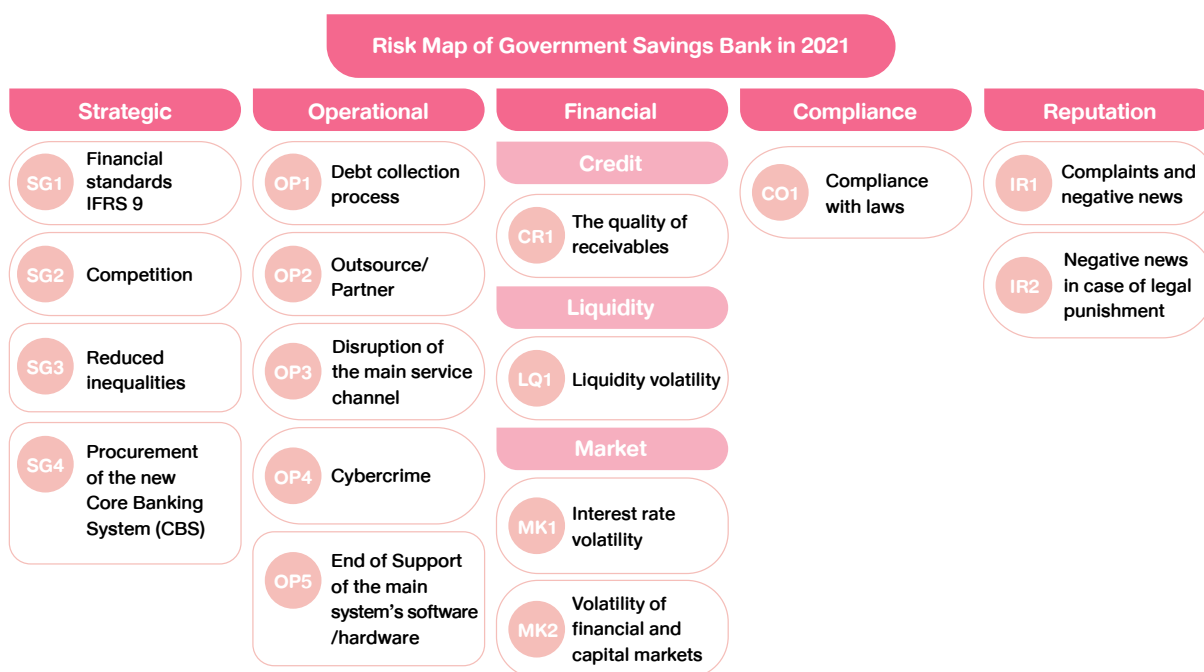 Risk Map of Government Savings Bank in 2021
Strategic
SG1
Financial
standards
IFRS 9
SG2
Competition
SG3
Reduced
inequalities
SG4
Procurement
of the new
Core Banking
System (CBS)
Operational
OP1
Debt collection
process
OP2
Outsource/
Partner
OP3
Disruption of
the main service
channel
OP4
Cybercrime
OP5
End of Support
of the main
system’s software
/hardware
Financial
Credit
CR1
The quality of
receivables
Liquidity
LQ1
Liquidity volatility
Market
MK1
Interest rate
volatility
MK2
Volatility of
financial and
capital markets
Compliance
CO1
Compliance
with laws
Reputation
IR1
Complaints and
negative news
IR2
Negative news
in case of legal
punishment